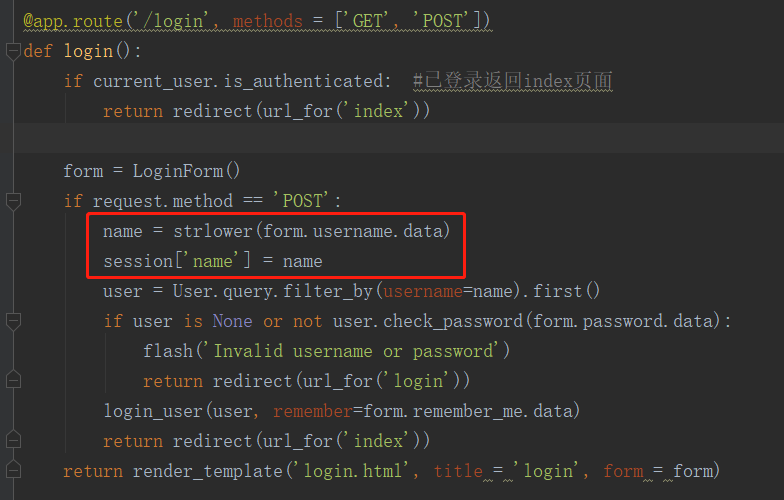 @app.route('/login', methods = ['GET', 'POST'])
def login():
    if current_user.is_authenticated:  #已登录返回index页面
        return redirect(url_for('index'))
    form = LoginForm()
    if request.method == 'POST':
        name = strlower(form.username.data)
        session['name'] = name
        user = User.query.filter_by(username=name).first()
        if user is None or not user.check_password(form.password.data):
            flash('Invalid username or password')
            return redirect(url_for('login'))
        login_user(user, remember=form.remember_me.data)
        return redirect(url_for('index'))
    return render_template('login.html', title = 'login', form = form)